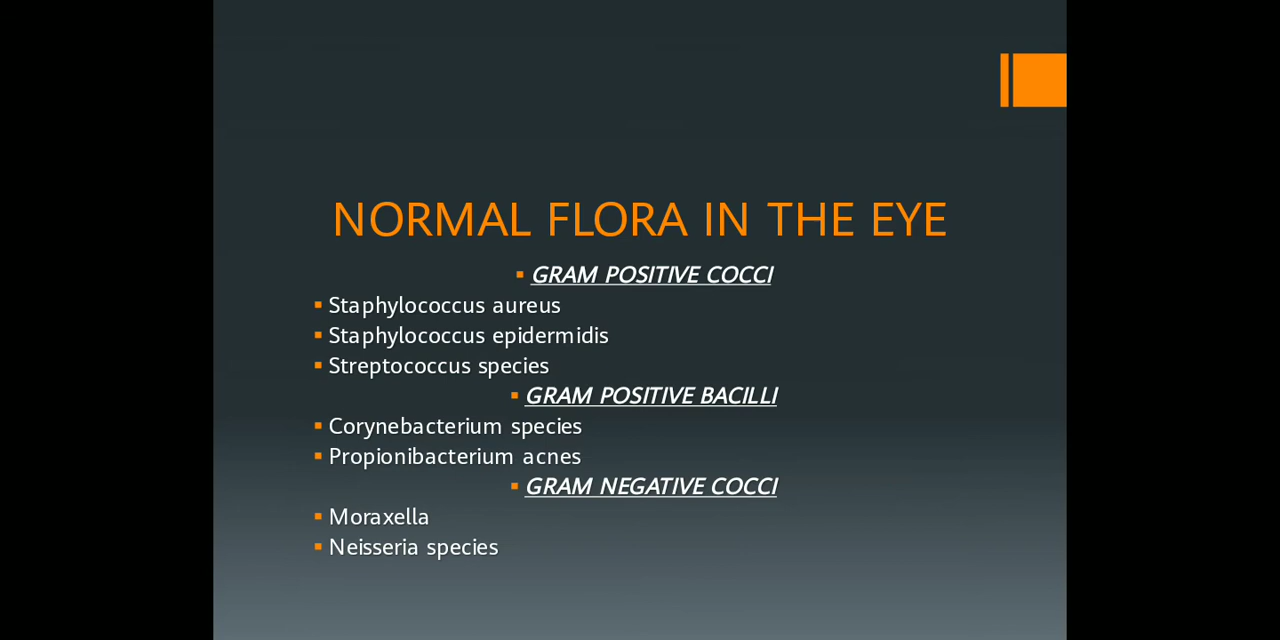 NORMAL FLORA IN THE EYE
▪ GRAM POSITIVE COCCI
▪ Staphylococcus aureus
▪ Staphylococcus epidermidis
▪ Streptococcus species
▪ GRAM POSITIVE BACILLI
▪ Corynebacterium species
▪ Propionibacterium acnes
▪ GRAM NEGATIVE COCCI
▪ Moraxella
▪ Neisseria species